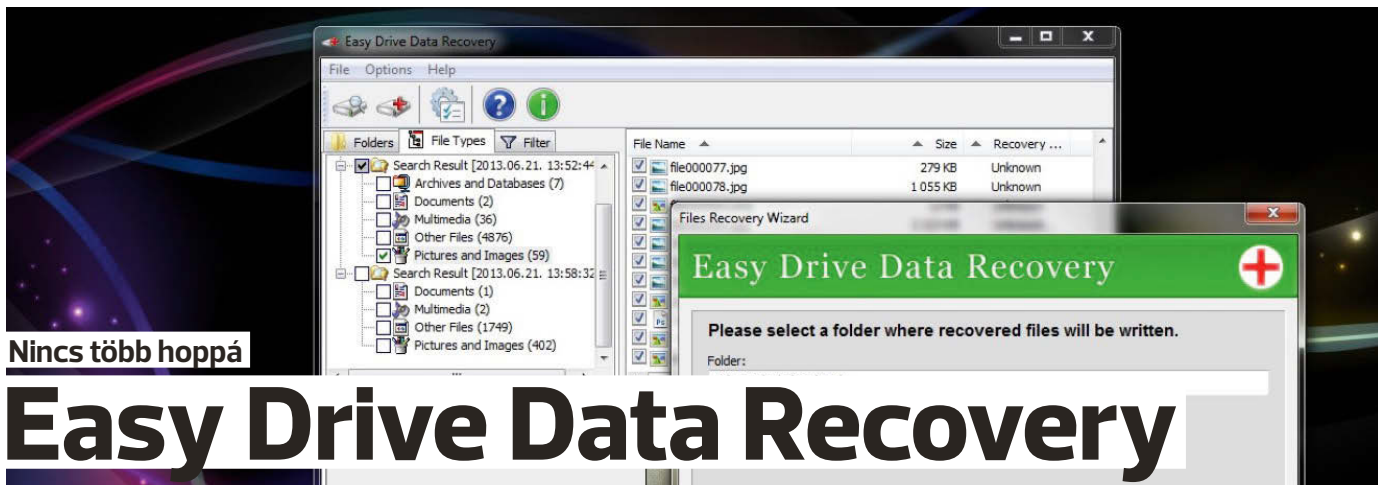 Easy Drive Data Recovery
File Options Help
Folders File Types Filter
Search Result [2013.06.21. 13:52:44
Archives and Databases (7)
Documents (2)
Multimedia (36)
Other Files (4876)
Pictures and Images (59)
Search Result [2013.06.21. 13:58:32
Documents (1)
Multimedia (2)
Other Files (1749)
Pictures and Images (402)
File Name Size Recovery ...
file000077.jpg 279 KB Unknown
file000078.jpg 1 055 KB Unknown
Files Recovery Wizard
Easy Drive Data Recovery
Please select a folder where recovered files will be written.
Folder:
Nincs több hoppá
Easy Drive Data Recovery